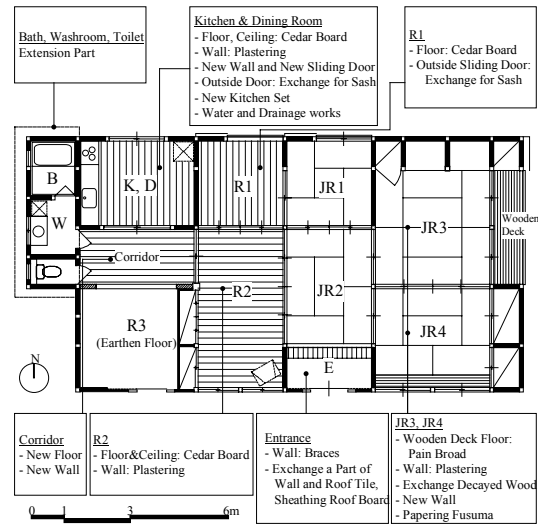 Bath, Washroom, Toilet
Extension Part
Kitchen & Dining Room
- Floor, Ceiling: Cedar Board
- Wall: Plastering
- New Wall and New Sliding Door
- Outside Door: Exchange for Sash
- New Kitchen Set
- Water and Drainage works
R1
- Floor: Cedar Board
- Outside Sliding Door:
Exchange for Sash
B
K, D
R1
JR1
JR3
W
Wooden
Deck
Corridor
R2
JR2
R3
(Earthen Floor)
JR4
E
N
Corridor
- New Floor
- New Wall
R2
- Floor&Ceiling: Cedar Board
- Wall: Plastering
Entrance
- Wall: Braces
- Exchange a Part of
Wall and Roof Tile,
Sheathing Roof Board
JR3, JR4
- Wooden Deck Floor:
Pain Broad
- Wall: Plastering
- Exchange Decayed Wood
- New Wall
- Papering Fusuma
0 1 3 6m